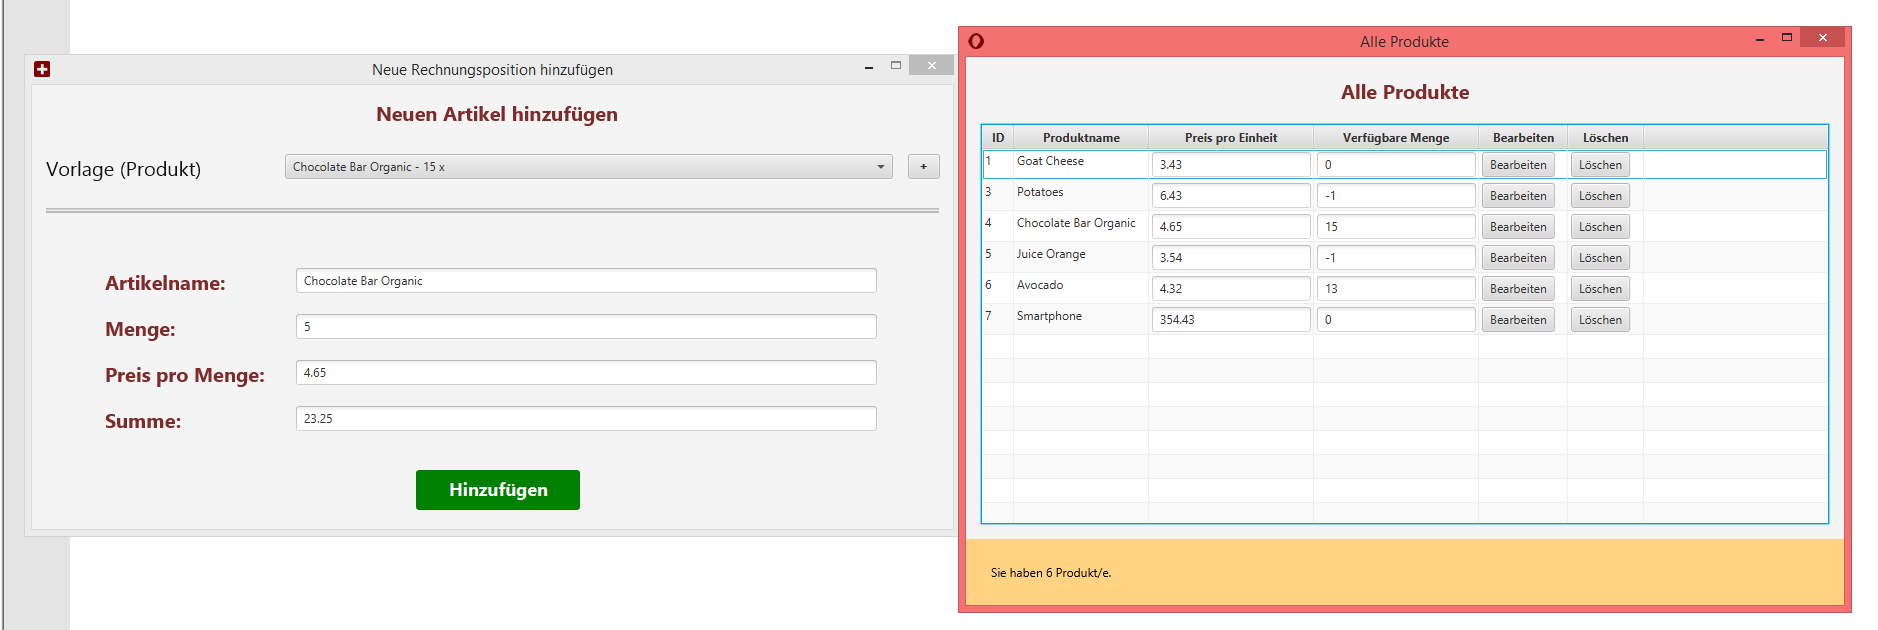 Neue Rechnungsposition hinzufügen
Neuen Artikel hinzufügen
Vorlage (Produkt) Chocolate Bar Organic - 15 x +
Artikelname: Chocolate Bar Organic
Menge: 5
Preis pro Menge: 4.65
Summe: 23.25
Hinzufügen
Alle Produkte
Alle Produkte
ID Produktname Preis pro Einheit Verfügbare Menge Bearbeiten Löschen
1 Goat Cheese 3.43 0 Bearbeiten Löschen
3 Potatoes 6.43 -1 Bearbeiten Löschen
4 Chocolate Bar Organic 4.65 15 Bearbeiten Löschen
5 Juice Orange 3.54 -1 Bearbeiten Löschen
6 Avocado 4.32 13 Bearbeiten Löschen
7 Smartphone 354.43 0 Bearbeiten Löschen
Sie haben 6 Produkt/e.